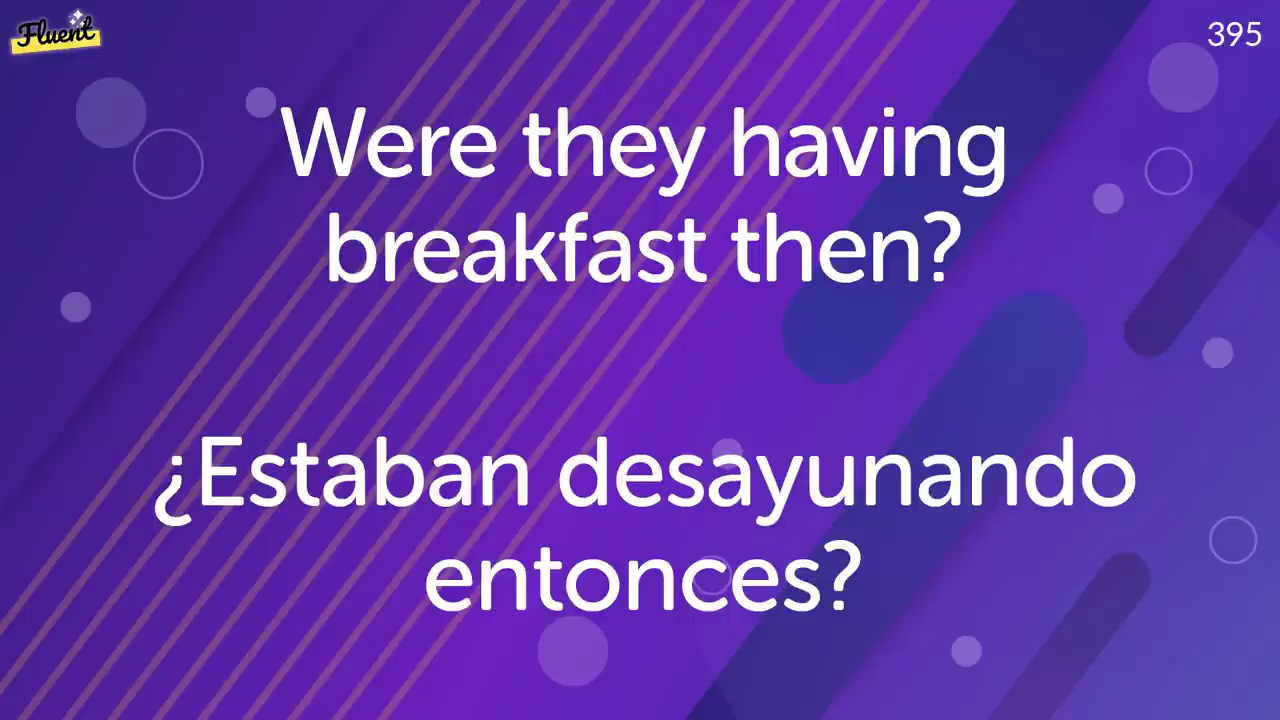 Fluent
395
Were they having
breakfast then?
¿Estaban desayunando
entonces?